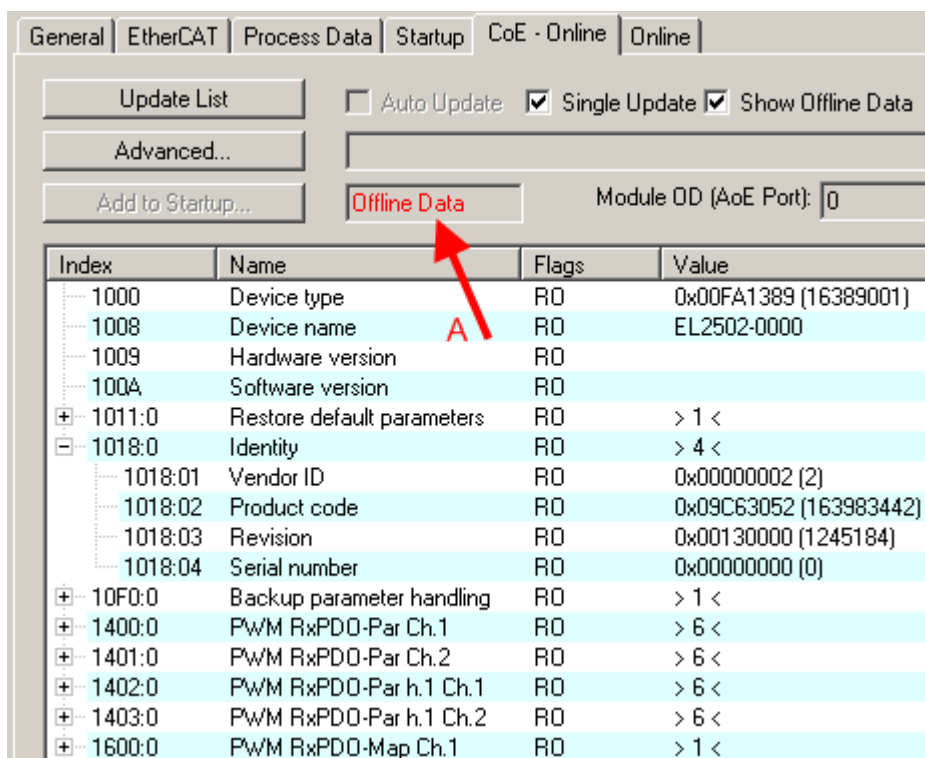 General EtherCAT Process Data Startup CoE - Online Online
Update List Auto Update Single Update Show Offline Data
Advanced...
Add to Startup... Offline Data Module OD (AoE Port): 0
Index Name Flags Value
1000 Device type RO 0x00FA1389 (16389001)
1008 Device name RO EL2502-0000
A
1009 Hardware version RO
100A Software version RO
1011:0 Restore default parameters RO > 1 <
1018:0 Identity RO > 4 <
1018:01 Vendor ID RO 0x00000002 (2)
1018:02 Product code RO 0x09C63052 (163983442)
1018:03 Revision RO 0x00130000 (1245184)
1018:04 Serial number RO 0x00000000 (0)
10F0:0 Backup parameter handling RO > 1 <
1400:0 PWM RxPDO-Par Ch.1 RO > 6 <
1401:0 PWM RxPDO-Par Ch.2 RO > 6 <
1402:0 PWM RxPDO-Par h.1 Ch.1 RO > 6 <
1403:0 PWM RxPDO-Par h.1 Ch.2 RO > 6 <
1600:0 PWM RxPDO-Map Ch.1 RO > 1 <